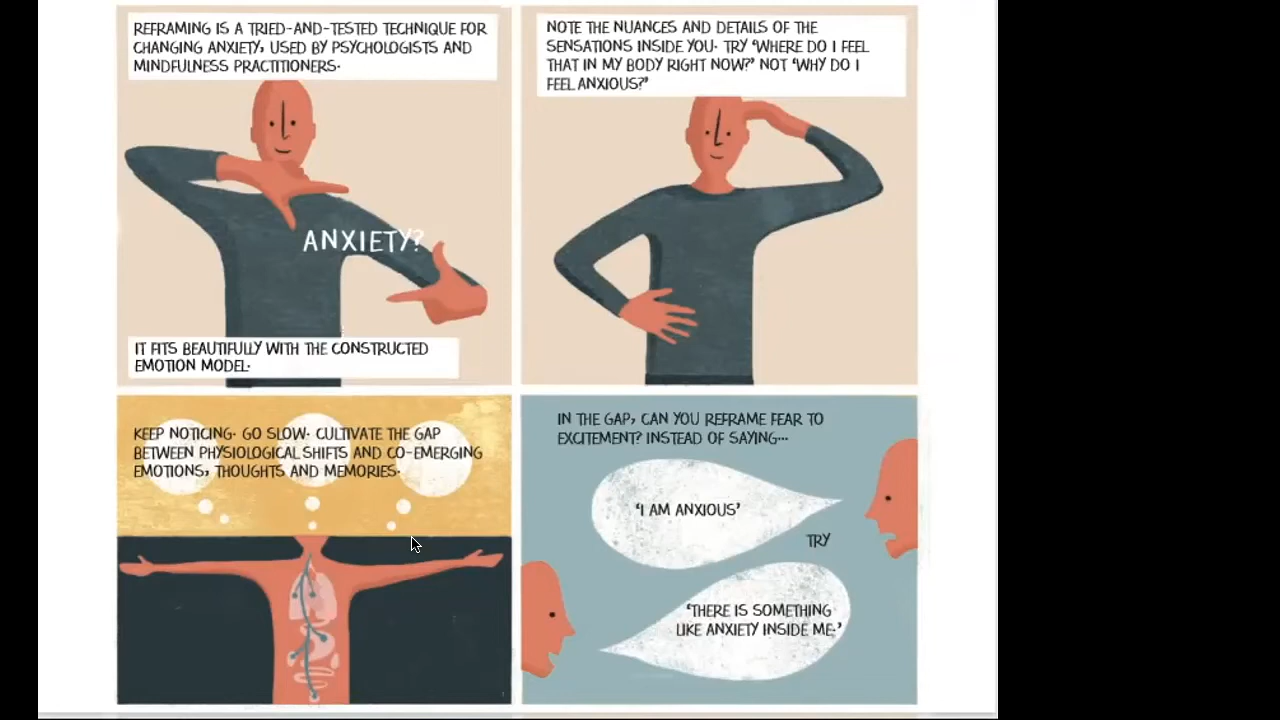 REFRAMING IS A TRIED-AND-TESTED TECHNIQUE FOR
CHANGING ANXIETY, USED BY PSYCHOLOGISTS AND
MINDFULNESS PRACTITIONERS.
ANXIETY?
IT FITS BEAUTIFULLY WITH THE CONSTRUCTED
EMOTION MODEL.
NOTE THE NUANCES AND DETAILS OF THE
SENSATIONS INSIDE YOU. TRY 'WHERE DO I FEEL
THAT IN MY BODY RIGHT NOW?' NOT 'WHY DO I
FEEL ANXIOUS?'
KEEP NOTICING. GO SLOW. CULTIVATE THE GAP
BETWEEN PHYSIOLOGICAL SHIFTS AND CO-EMERGING
EMOTIONS, THOUGHTS AND MEMORIES.
IN THE GAP, CAN YOU REFRAME FEAR TO
EXCITEMENT? INSTEAD OF SAYING...
'I AM ANXIOUS'
TRY
'THERE IS SOMETHING
LIKE ANXIETY INSIDE ME.'